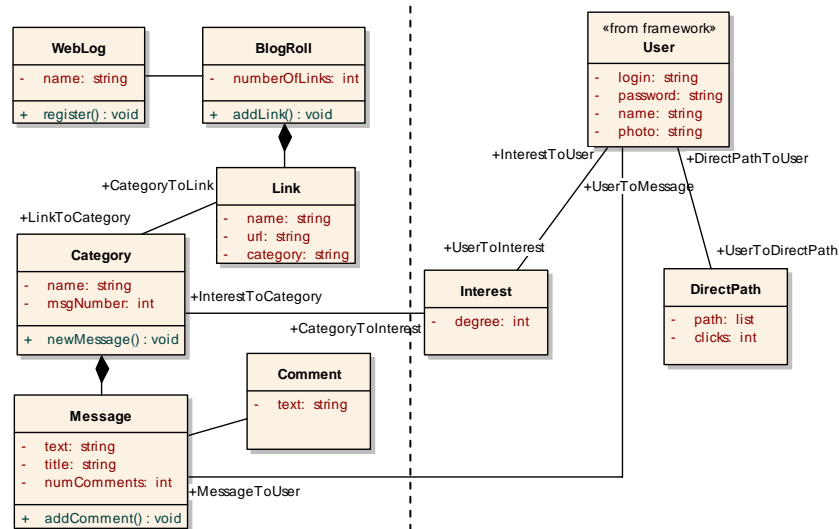 WebLog
- name: string
+ register() : void
BlogRoll
- numberOfLinks: int
+ addLink() : void
«from framework»
User
- login: string
- password: string
- name: string
- photo: string
+InterestToUser
+DirectPathToUser
+UserToMessage
+CategoryToLink
Link
- name: string
- url: string
- category: string
+LinkToCategory
Category
- name: string
- msgNumber: int
+ newMessage() : void
+UserToInterest
+UserToDirectPath
+InterestToCategory
+CategoryToInterest
Interest
- degree: int
DirectPath
- path: list
- clicks: int
Comment
- text: string
Message
- text: string
- title: string
- numComments: int
+ addComment() : void
+MessageToUser